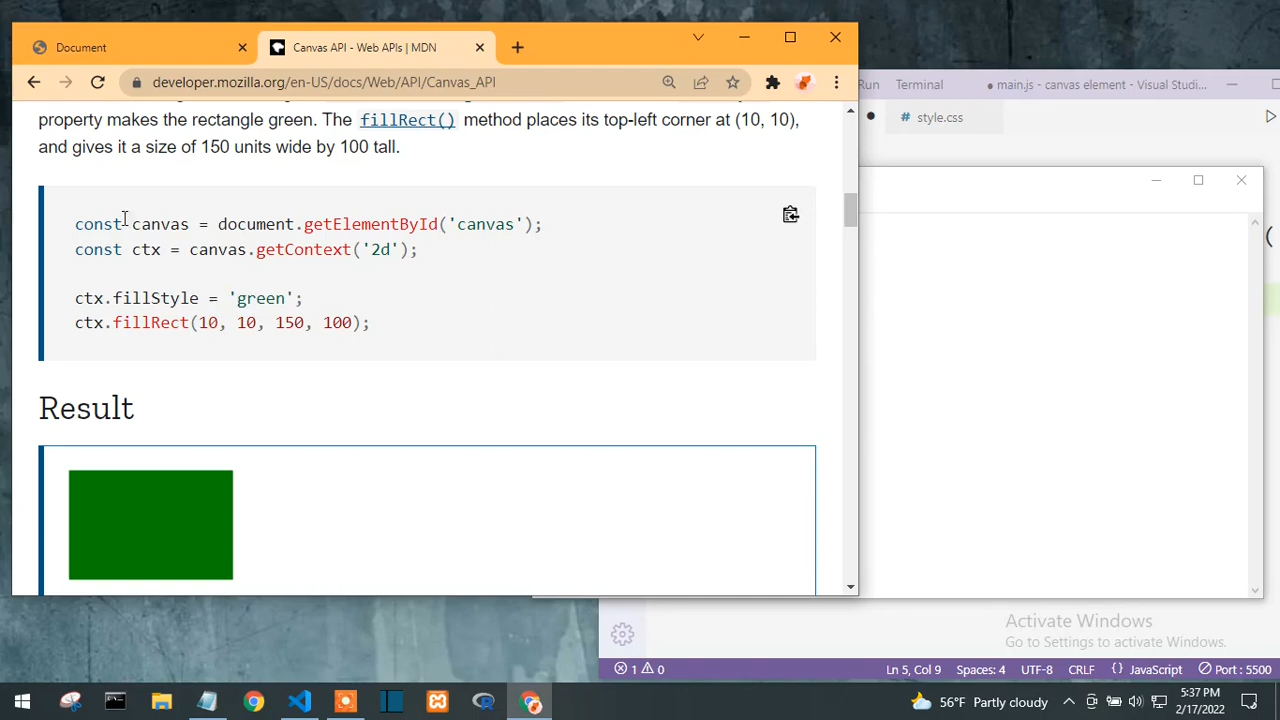 Document
Canvas API - Web APIs | MDN
developer.mozilla.org/en-US/docs/Web/API/Canvas_API
property makes the rectangle green. The fillRect() method places its top-left corner at (10, 10),
and gives it a size of 150 units wide by 100 tall.
const canvas = document.getElementById('canvas');
const ctx = canvas.getContext('2d');
ctx.fillStyle = 'green';
ctx.fillRect(10, 10, 150, 100);
Result
Run Terminal ● main.js - canvas element - Visual Studi...
# style.css
(
Activate Windows
Go to Settings to activate Windows.
1 0 Ln 5, Col 9 Spaces: 4 UTF-8 CRLF {} JavaScript Port : 5500
56°F Partly cloudy
5:37 PM
2/17/2022